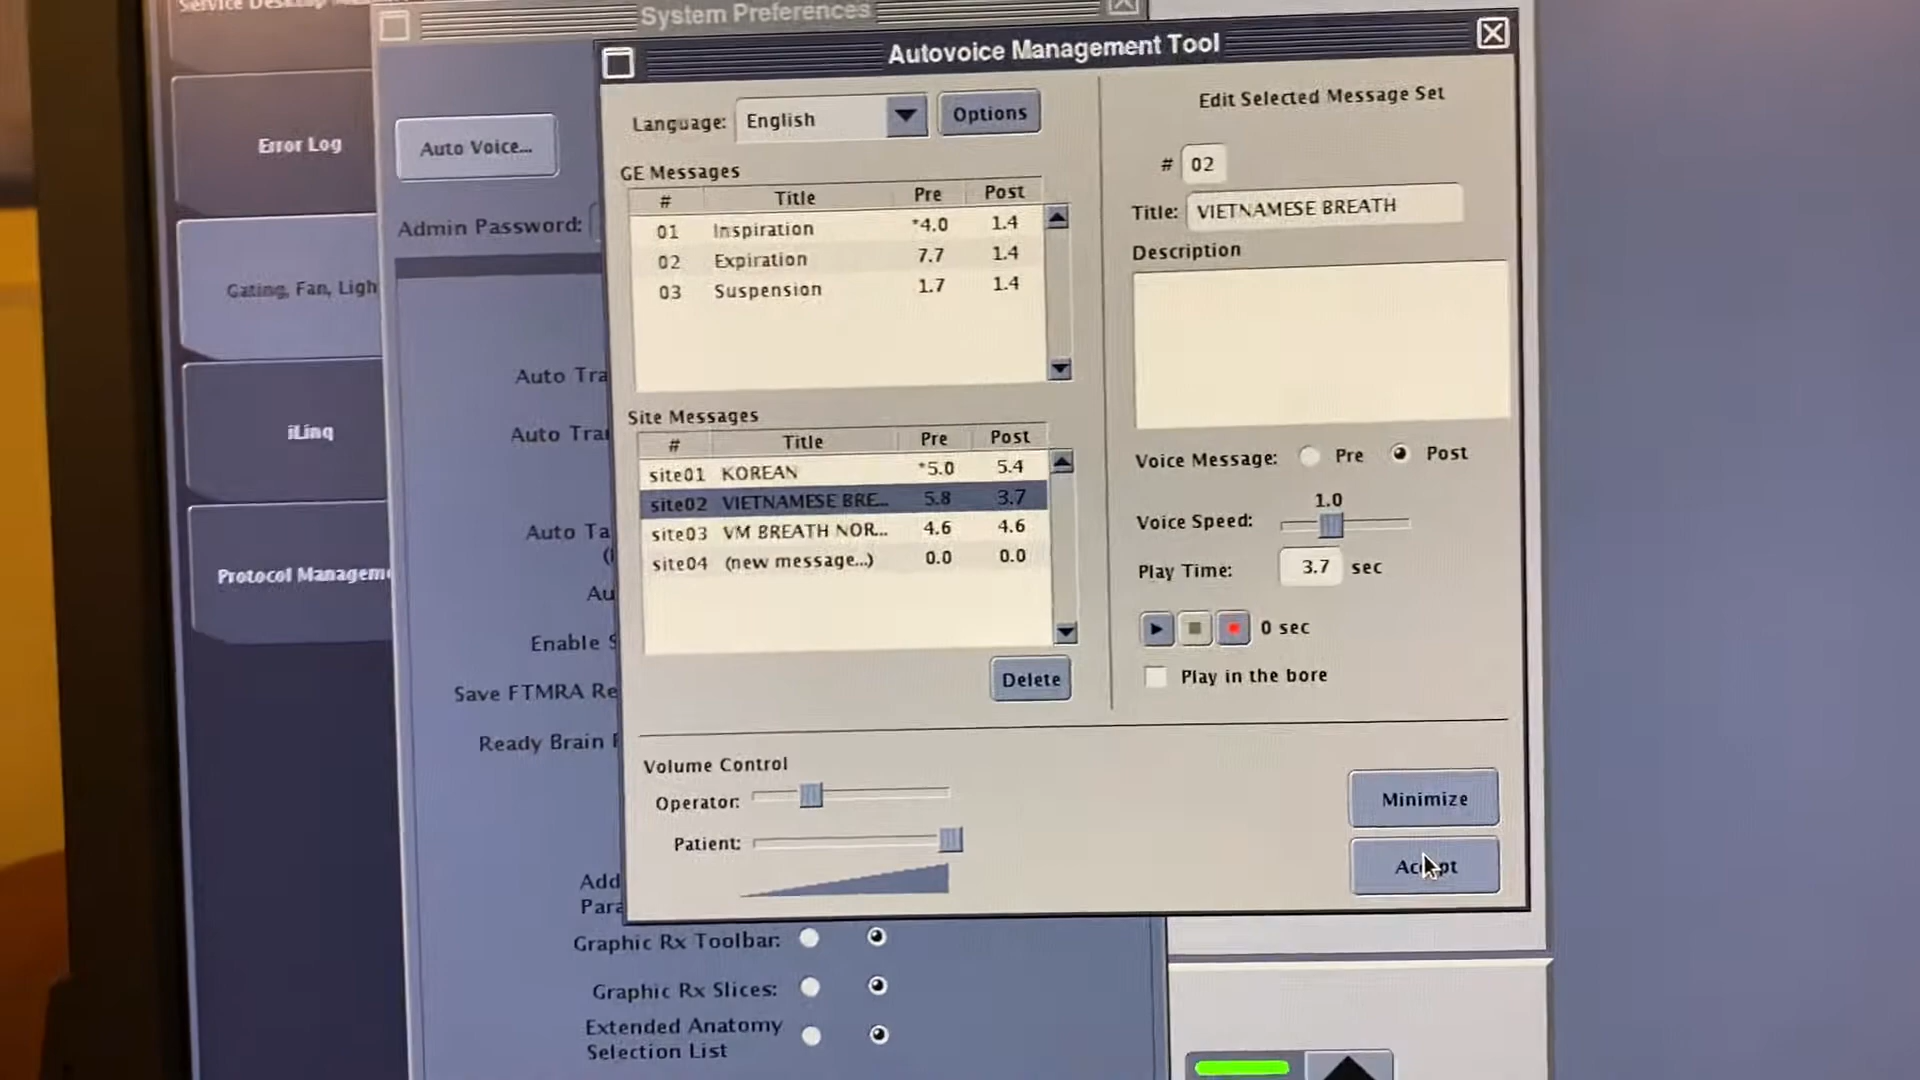 System Preferences
Autovoice Management Tool
Error Log
Gating, Fan, Ligh
iLinq
Protocol Manageme
Auto Voice...
Admin Password:
Auto Tra
Auto Tra
Auto Ta
Au
Enable S
Save FTMRA Re
Ready Brain
Add
Para
Graphic Rx Toolbar:
Graphic Rx Slices:
Extended Anatomy
Selection List
Language: English Options
GE Messages
# Title Pre Post
01 Inspiration *4.0 1.4
02 Expiration 7.7 1.4
03 Suspension 1.7 1.4
Site Messages
# Title Pre Post
site01 KOREAN *5.0 5.4
site02 VIETNAMESE BRE... 5.8 3.7
site03 VM BREATH NOR... 4.6 4.6
site04 (new message...) 0.0 0.0
Delete
Volume Control
Operator:
Patient:
Edit Selected Message Set
# 02
Title: VIETNAMESE BREATH
Description
Voice Message: Pre Post
1.0
Voice Speed:
Play Time: 3.7 sec
0 sec
Play in the bore
Minimize
Accept